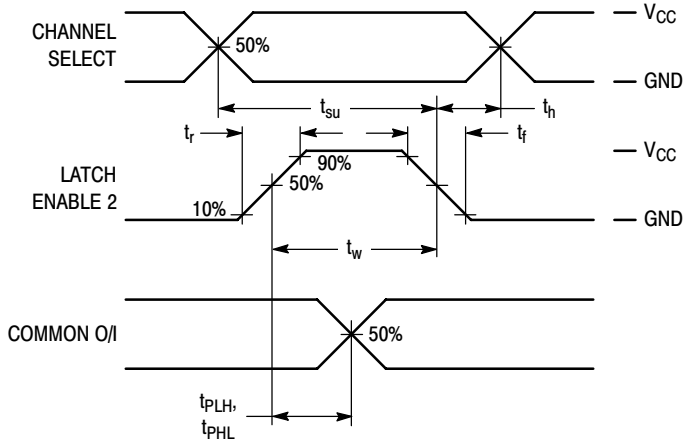 CHANNEL
SELECT
50%
V_CC
GND
t_su
t_h
t_r
t_f
LATCH
ENABLE 2
90%
50%
10%
V_CC
GND
t_w
COMMON O/I
50%
t_PLH,
t_PHL